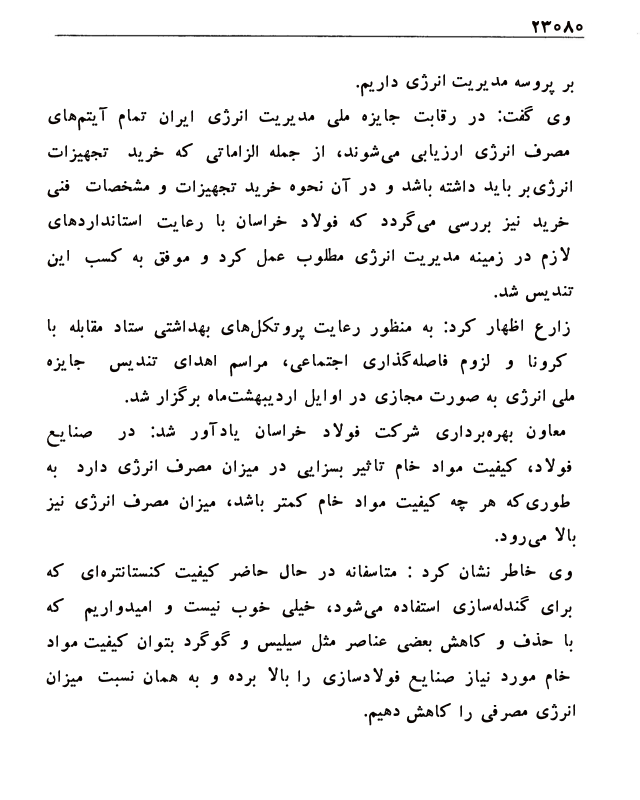 ۲۳۰۸۰
بر پروسه مدیریت انرژی داریم.
وی گفت: در رقابت جایزه ملی مدیریت انرژی ایران تمام آیتم‌های
مصرف انرژی ارزیابی می‌شوند، از جمله الزاماتی که خرید تجهیزات
انرژی‌بر باید داشته باشد و در آن نحوه خرید تجهیزات و مشخصات فنی
خرید نیز بررسی می‌گردد که فولاد خراسان با رعایت استانداردهای
لازم در زمینه مدیریت انرژی مطلوب عمل کرد و موفق به کسب این
تندیس شد.
زارع اظهار کرد: به منظور رعایت پروتکل‌های بهداشتی ستاد مقابله با
کرونا و لزوم فاصله‌گذاری اجتماعی، مراسم اهدای تندیس جایزه
ملی انرژی به صورت مجازی در اوایل اردیبهشت‌ماه برگزار شد.
معاون بهره‌برداری شرکت فولاد خراسان یادآور شد: در صنایع
فولاد، کیفیت مواد خام تاثیر بسزایی در میزان مصرف انرژی دارد به
طوری‌که هر چه کیفیت مواد خام کمتر باشد، میزان مصرف انرژی نیز
بالا می‌رود.
وی خاطر نشان کرد : متاسفانه در حال حاضر کیفیت کنستانتره‌ای که
برای گندله‌سازی استفاده می‌شود، خیلی خوب نیست و امیدواریم که
با حذف و کاهش بعضی عناصر مثل سیلیس و گوگرد بتوان کیفیت مواد
خام مورد نیاز صنایع فولادسازی را بالا برده و به همان نسبت میزان
انرژی مصرفی را کاهش دهیم.